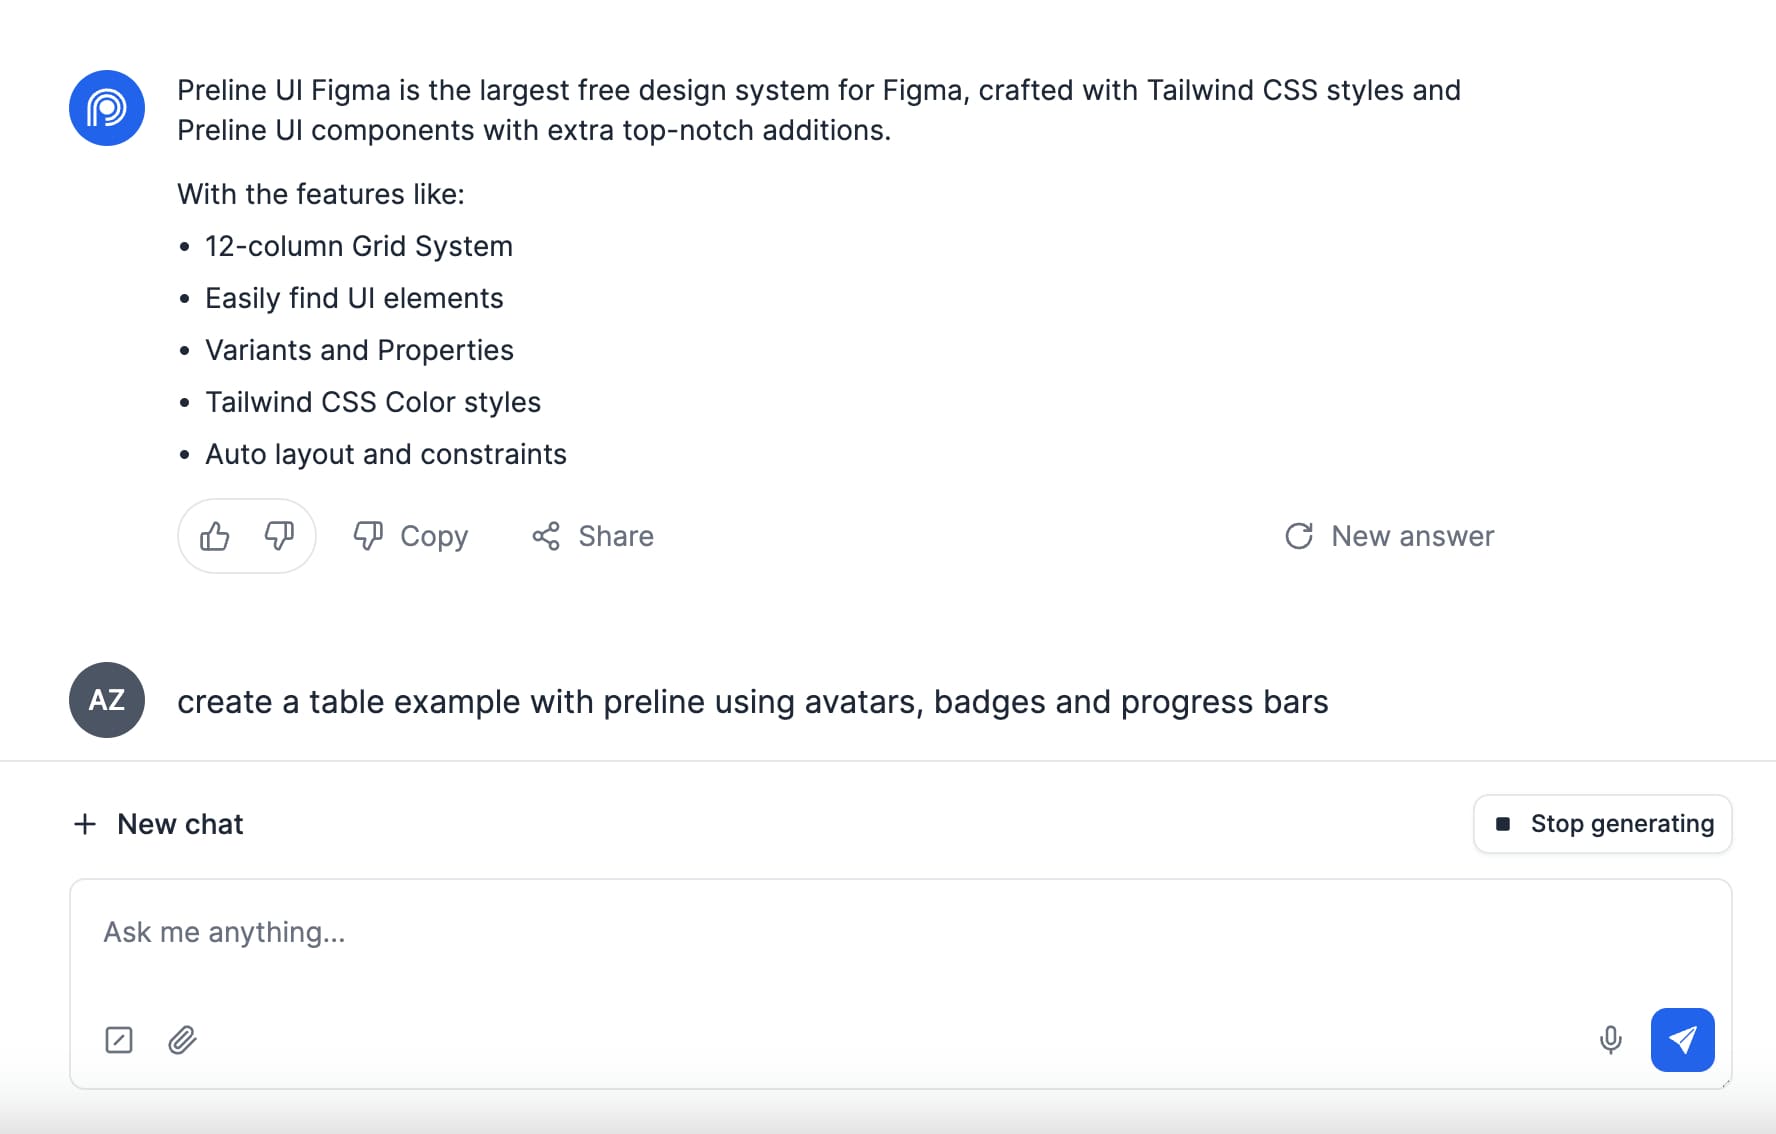 Preline UI Figma is the largest free design system for Figma, crafted with Tailwind CSS styles and
Preline UI components with extra top-notch additions.
With the features like:
• 12-column Grid System
• Easily find UI elements
• Variants and Properties
• Tailwind CSS Color styles
• Auto layout and constraints
Copy Share New answer
AZ create a table example with preline using avatars, badges and progress bars
New chat Stop generating
Ask me anything...